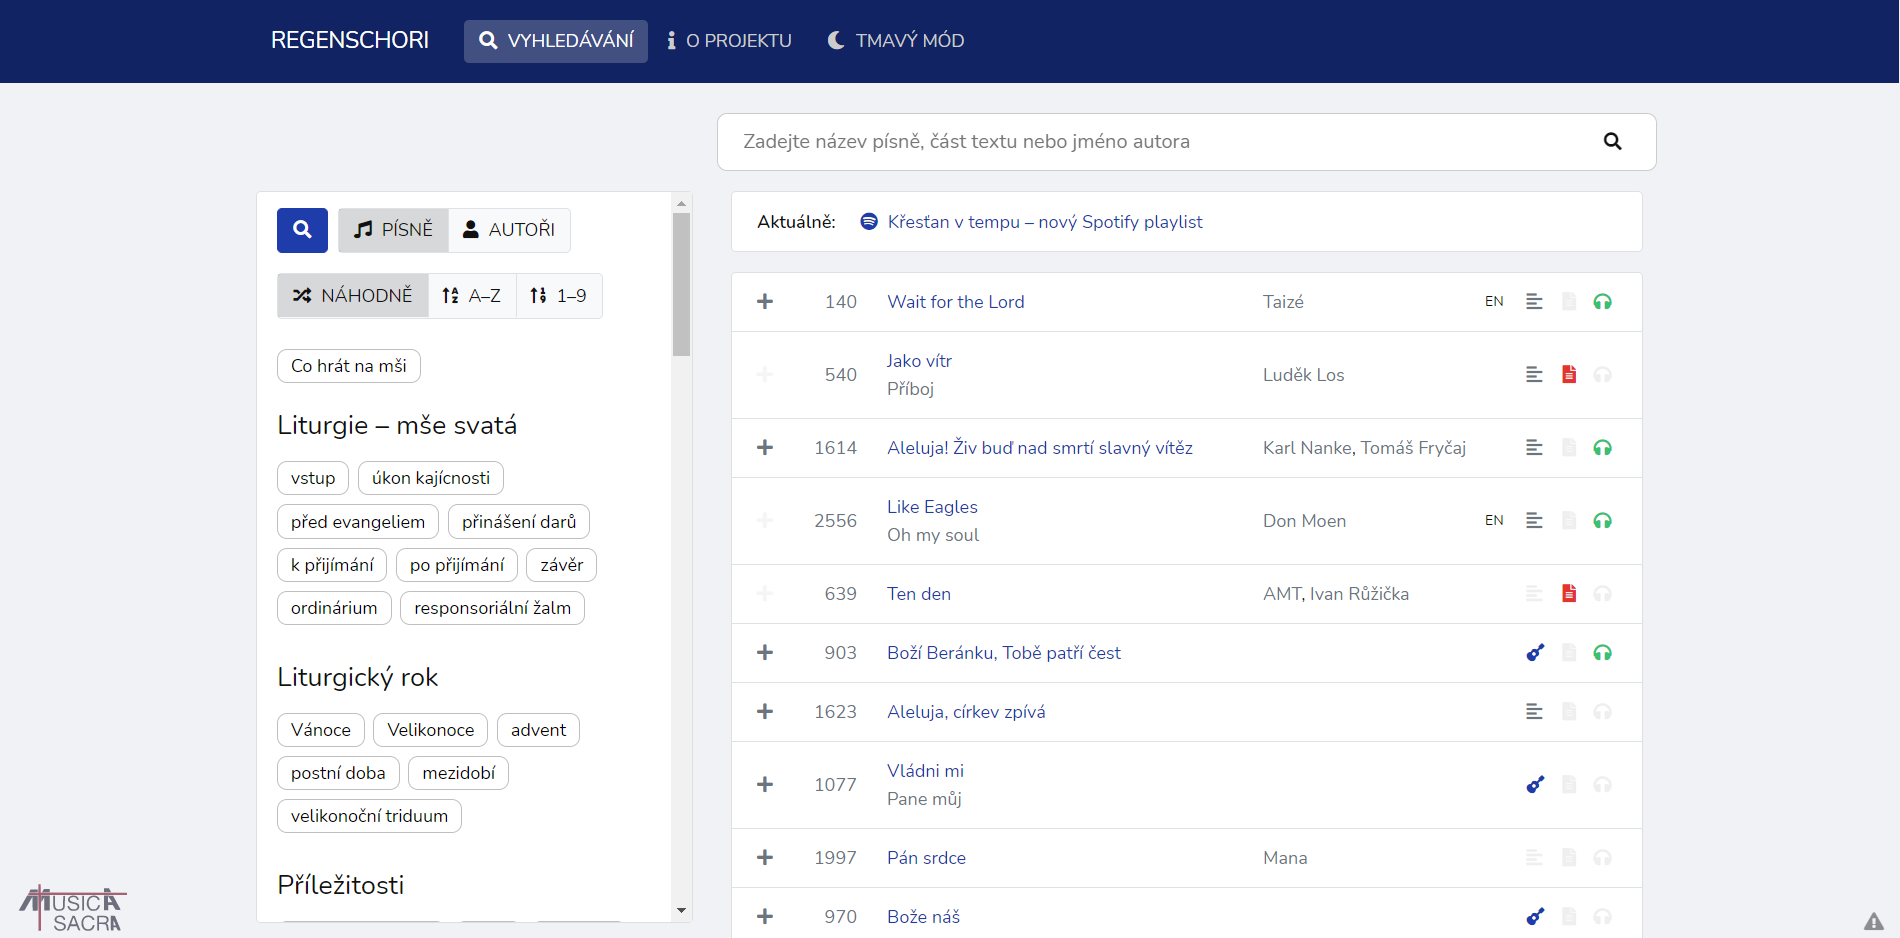 REGENSCHORI
VYHLEDÁVÁNÍ
O PROJEKTU
TMAVÝ MÓD
Zadejte název písně, část textu nebo jméno autora
PÍSNĚ
AUTOŘI
NÁHODNĚ
A–Z
1–9
Co hrát na mši
Liturgie – mše svatá
vstup
úkon kajícnosti
před evangeliem
přinášení darů
k přijímání
po přijímání
závěr
ordinárium
responsoriální žalm
Liturgický rok
Vánoce
Velikonoce
advent
postní doba
mezidobí
velikonoční triduum
Příležitosti
Aktuálně:
Křesťan v tempu – nový Spotify playlist
140 Wait for the Lord Taizé EN
540 Jako vítr Luděk Los
Příboj
1614 Aleluja! Živ buď nad smrtí slavný vítěz Karl Nanke, Tomáš Fryčaj
2556 Like Eagles Don Moen EN
Oh my soul
639 Ten den AMT, Ivan Růžička
903 Boží Beránku, Tobě patří čest
1623 Aleluja, církev zpívá
1077 Vládni mi
Pane můj
1997 Pán srdce Mana
970 Bože náš
MUSICA
SACRA